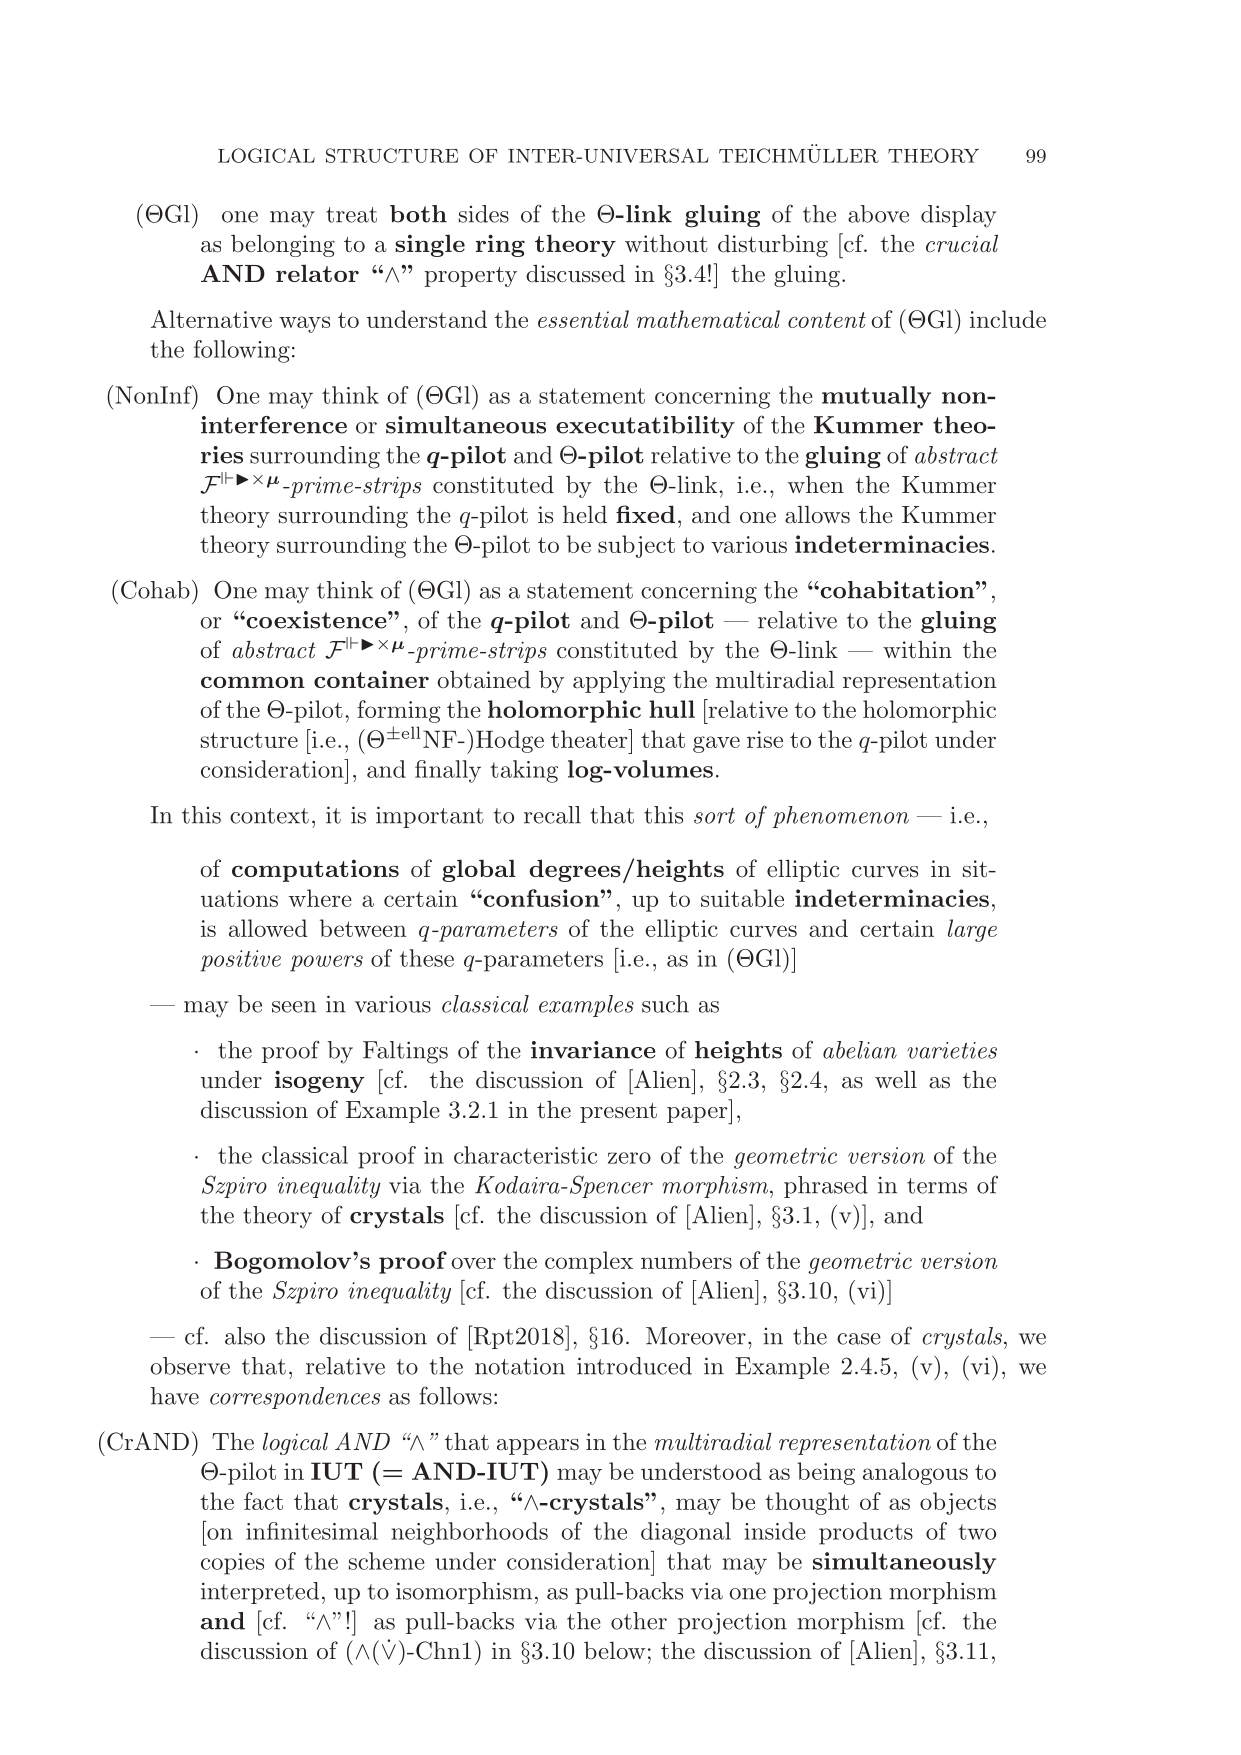 LOGICAL STRUCTURE OF INTER-UNIVERSAL TEICHMÜLLER THEORY 99
(ΘGl) one may treat both sides of the Θ-link gluing of the above display
as belonging to a single ring theory without disturbing [cf. the crucial
AND relator “∧” property discussed in §3.4!] the gluing.
Alternative ways to understand the essential mathematical content of (ΘGl) include
the following:
(NonInf) One may think of (ΘGl) as a statement concerning the mutually non-
interference or simultaneous executatibility of the Kummer theo-
ries surrounding the q-pilot and Θ-pilot relative to the gluing of abstract
F⊩▶×μ-prime-strips constituted by the Θ-link, i.e., when the Kummer
theory surrounding the q-pilot is held fixed, and one allows the Kummer
theory surrounding the Θ-pilot to be subject to various indeterminacies.
(Cohab) One may think of (ΘGl) as a statement concerning the “cohabitation”,
or “coexistence”, of the q-pilot and Θ-pilot — relative to the gluing
of abstract F⊩▶×μ-prime-strips constituted by the Θ-link — within the
common container obtained by applying the multiradial representation
of the Θ-pilot, forming the holomorphic hull [relative to the holomorphic
structure [i.e., (Θ±ellNF-)Hodge theater] that gave rise to the q-pilot under
consideration], and finally taking log-volumes.
In this context, it is important to recall that this sort of phenomenon — i.e.,
of computations of global degrees/heights of elliptic curves in sit-
uations where a certain “confusion”, up to suitable indeterminacies,
is allowed between q-parameters of the elliptic curves and certain large
positive powers of these q-parameters [i.e., as in (ΘGl)]
— may be seen in various classical examples such as
· the proof by Faltings of the invariance of heights of abelian varieties
under isogeny [cf. the discussion of [Alien], §2.3, §2.4, as well as the
discussion of Example 3.2.1 in the present paper],
· the classical proof in characteristic zero of the geometric version of the
Szpiro inequality via the Kodaira-Spencer morphism, phrased in terms of
the theory of crystals [cf. the discussion of [Alien], §3.1, (v)], and
· Bogomolov’s proof over the complex numbers of the geometric version
of the Szpiro inequality [cf. the discussion of [Alien], §3.10, (vi)]
— cf. also the discussion of [Rpt2018], §16. Moreover, in the case of crystals, we
observe that, relative to the notation introduced in Example 2.4.5, (v), (vi), we
have correspondences as follows:
(CrAND) The logical AND “∧” that appears in the multiradial representation of the
Θ-pilot in IUT (= AND-IUT) may be understood as being analogous to
the fact that crystals, i.e., “∧-crystals”, may be thought of as objects
[on infinitesimal neighborhoods of the diagonal inside products of two
copies of the scheme under consideration] that may be simultaneously
interpreted, up to isomorphism, as pull-backs via one projection morphism
and [cf. “∧”!] as pull-backs via the other projection morphism [cf. the
discussion of (∧(∨̇)-Chn1) in §3.10 below; the discussion of [Alien], §3.11,